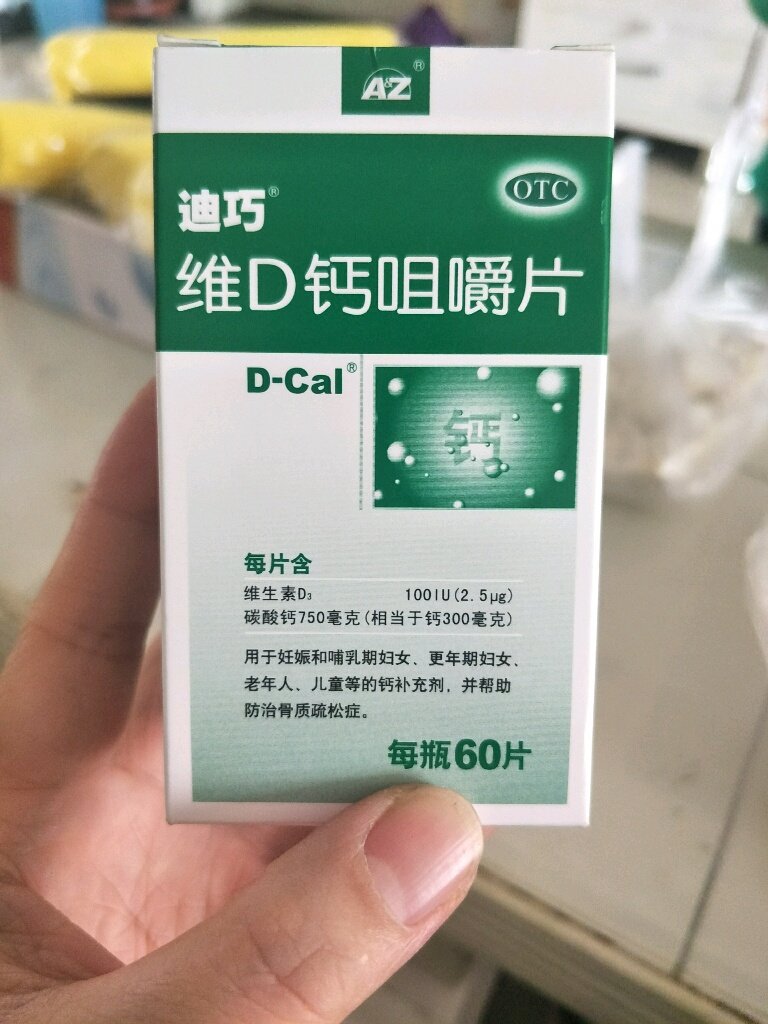 A&Z®
OTC
迪巧®
维D钙咀嚼片
D-Cal®
钙
每片含
维生素D₃ 100IU(2.5μg)
碳酸钙750毫克(相当于钙300毫克)
用于妊娠和哺乳期妇女、更年期妇女、
老年人、儿童等的钙补充剂，并帮助
防治骨质疏松症。
每瓶60片